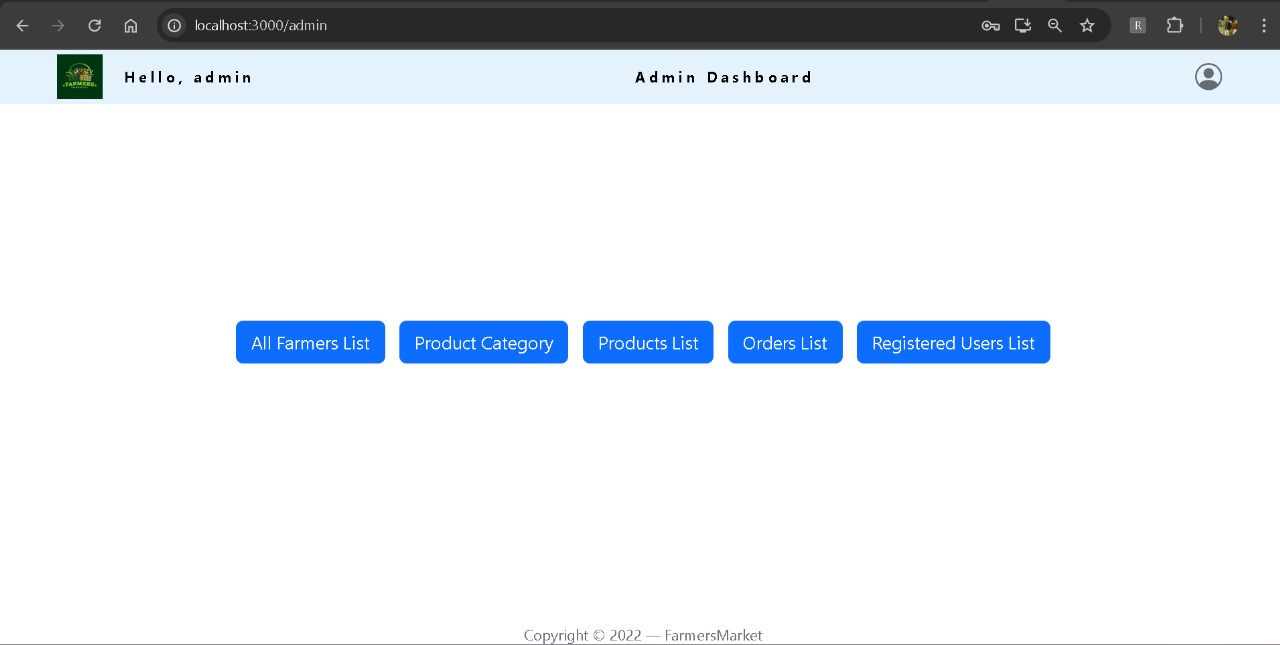 localhost:3000/admin
R
FARMERS
Hello, admin
Admin Dashboard
All Farmers List
Product Category
Products List
Orders List
Registered Users List
Copyright © 2022 — FarmersMarket